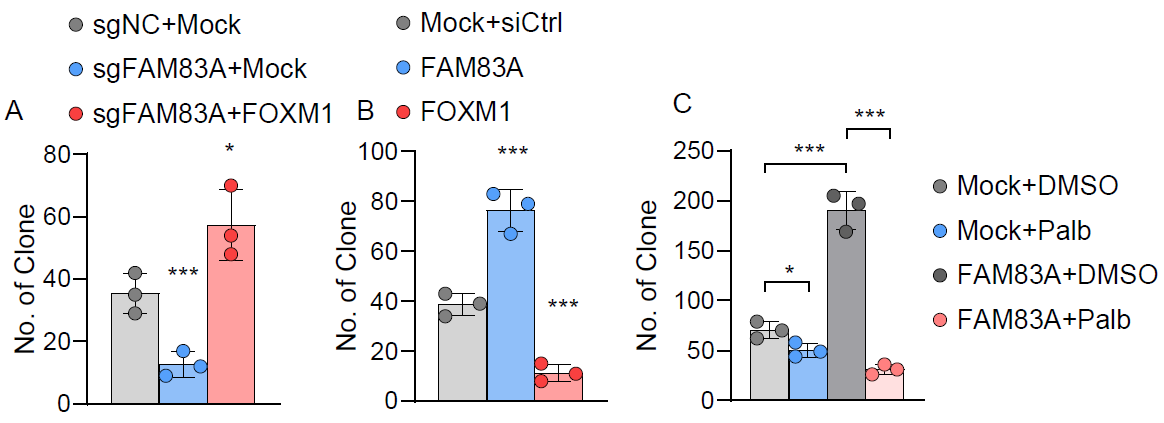 sgNC+Mock
sgFAM83A+Mock
sgFAM83A+FOXM1
A
No. of Clone
80
60
40
20
0
***
*
Mock+siCtrl
FAM83A
FOXM1
B
No. of Clone
100
80
60
40
20
0
***
***
C
No. of Clone
250
200
150
100
50
0
*
***
***
Mock+DMSO
Mock+Palb
FAM83A+DMSO
FAM83A+Palb